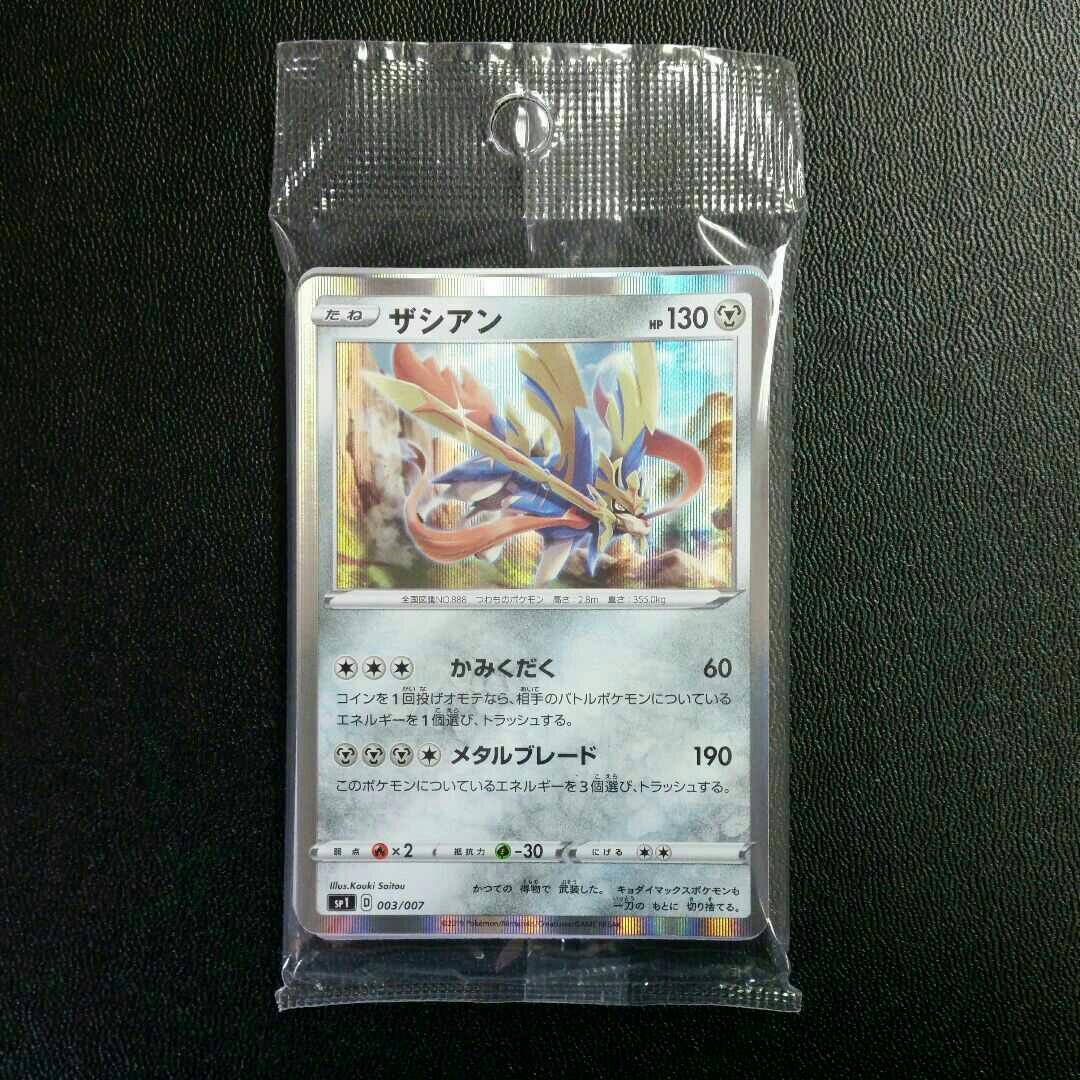 たね ザシアン HP 130
全国図鑑NO.888 つわものポケモン 高さ:2.8m 重さ:355.0kg
かみくだく 60
コインを1回投げオモテなら、相手のバトルポケモンについている
エネルギーを1個選び、トラッシュする。
メタルブレード 190
このポケモンについているエネルギーを3個選び、トラッシュする。
弱点 ×2 抵抗力 -30 にげる
Illus.Kouki Saitou
かつての 得物で 武装した。 キョダイマックスポケモンも
一刀の もとに 切り捨てる。
SP1 D 003/007
©2019 Pokémon/Nintendo/Creatures/GAME FREAK